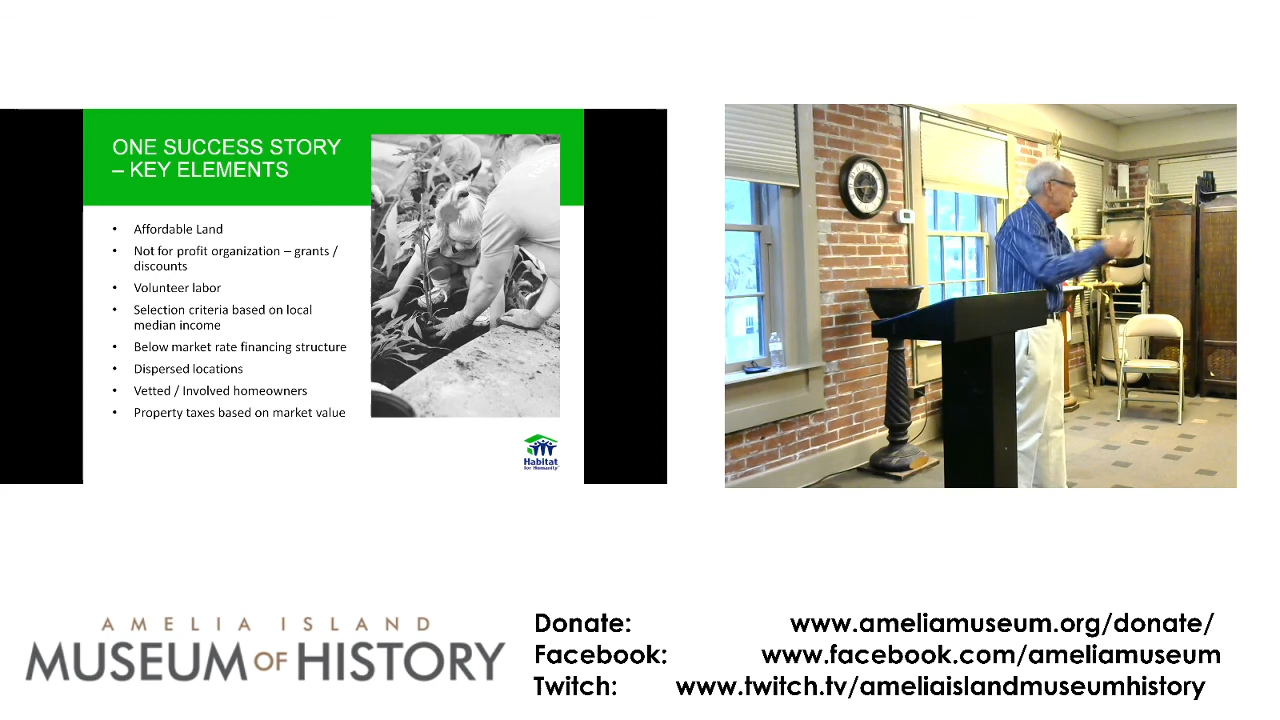 ONE SUCCESS STORY
– KEY ELEMENTS
• Affordable Land
• Not for profit organization – grants /
discounts
• Volunteer labor
• Selection criteria based on local
median income
• Below market rate financing structure
• Dispersed locations
• Vetted / Involved homeowners
• Property taxes based on market value
Habitat
for Humanity
AMELIA ISLAND
MUSEUM OF HISTORY
Donate: www.ameliamuseum.org/donate/
Facebook: www.facebook.com/ameliamuseum
Twitch: www.twitch.tv/ameliaislandmuseumhistory